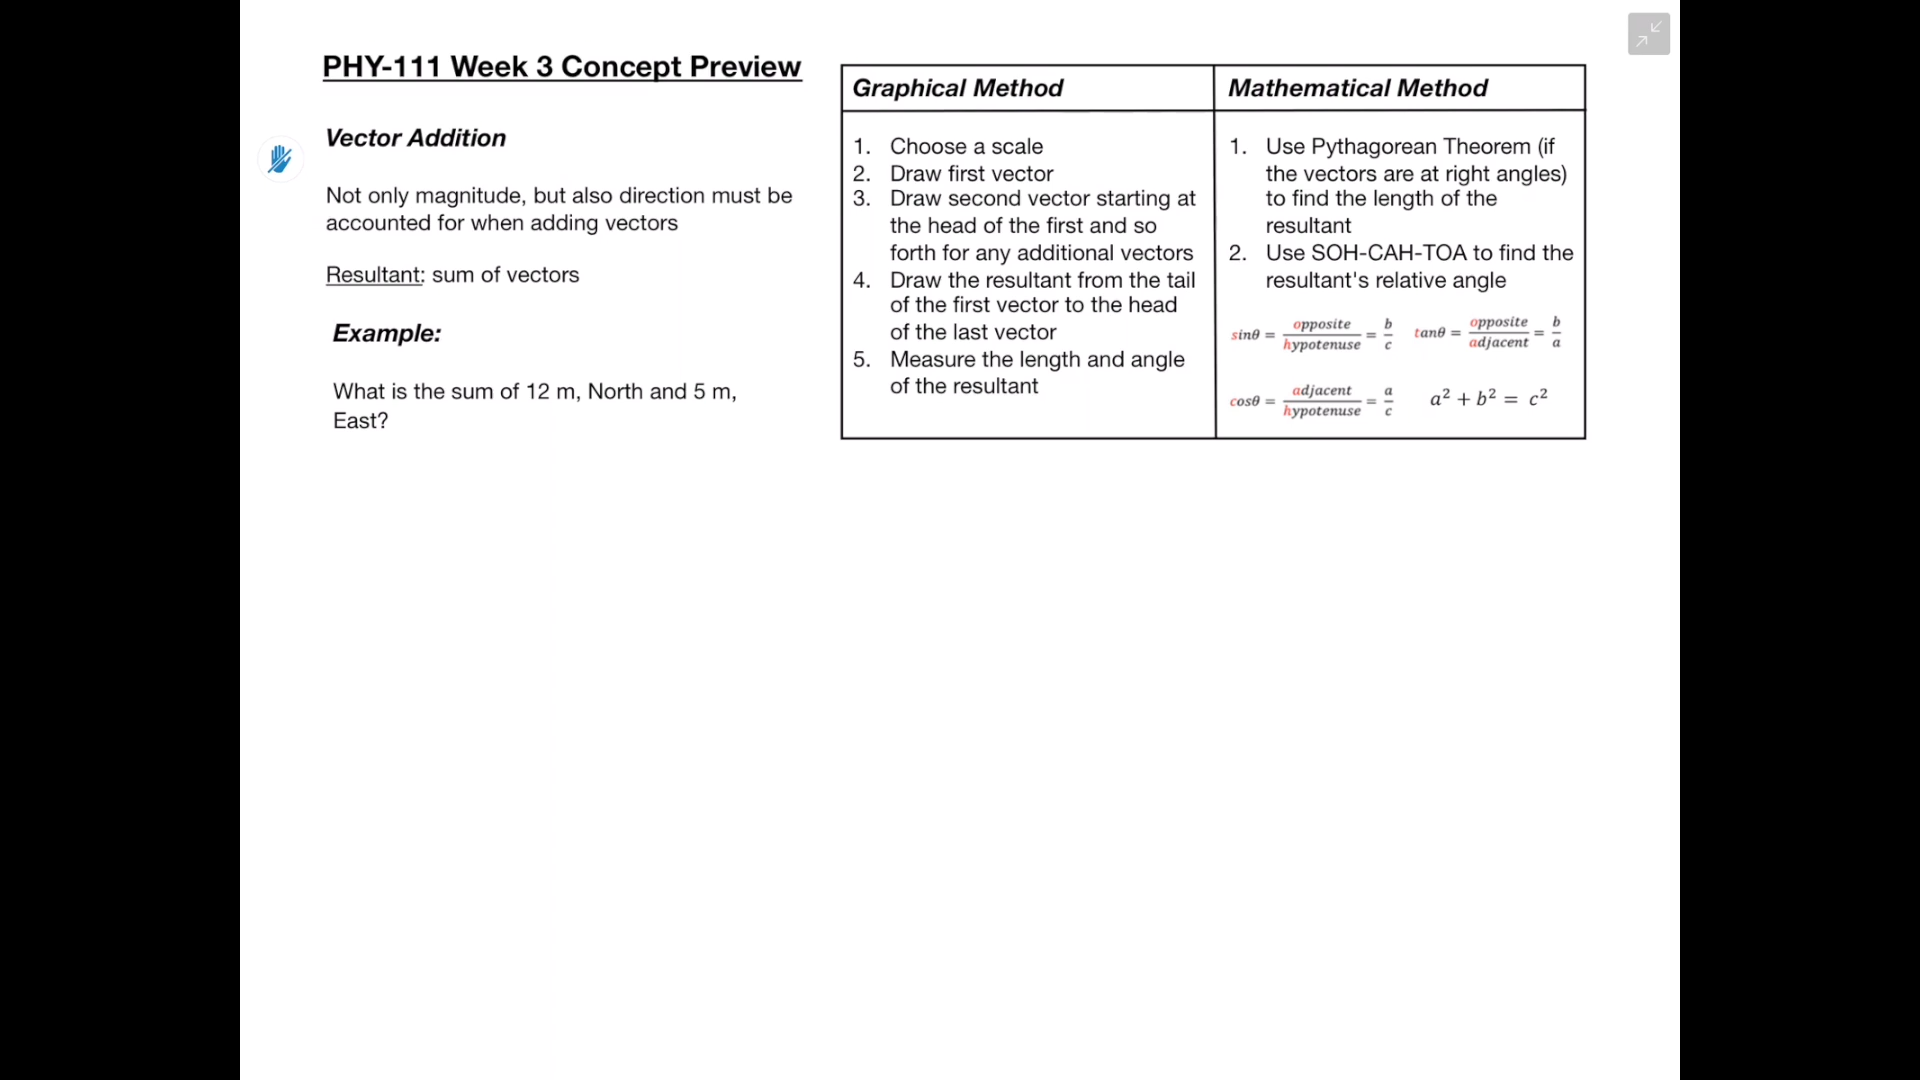 PHY-111 Week 3 Concept Preview
Vector Addition
Not only magnitude, but also direction must be
accounted for when adding vectors
Resultant: sum of vectors
Example:
What is the sum of 12 m, North and 5 m,
East?
Graphical Method
1. Choose a scale
2. Draw first vector
3. Draw second vector starting at
the head of the first and so
forth for any additional vectors
4. Draw the resultant from the tail
of the first vector to the head
of the last vector
5. Measure the length and angle
of the resultant
Mathematical Method
1. Use Pythagorean Theorem (if
the vectors are at right angles)
to find the length of the
resultant
2. Use SOH-CAH-TOA to find the
resultant's relative angle
sinθ = opposite/hypotenuse = b/c tanθ = opposite/adjacent = b/a
cosθ = adjacent/hypotenuse = a/c a² + b² = c²